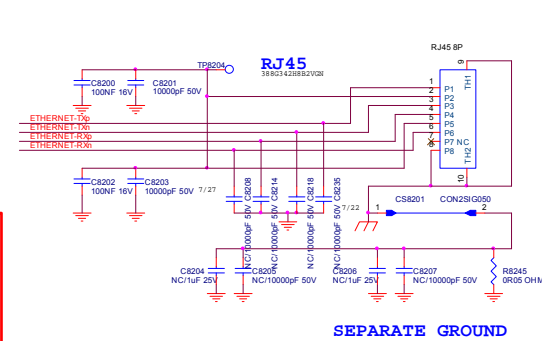 RJ45 8P
TP8204
RJ45
388G342H8B2VGN
9
TH1
C8200
100NF 16V
C8201
10000pF 50V
1
2
3
4
5
6
7
8
P1
P2
P3
P4
P5
P6
P7 NC
P8
TH2
10
ETHERNET-TXp
ETHERNET-TXn
ETHERNET-RXp
ETHERNET-RXn
C8202
100NF 16V
C8203
10000pF 50V
7/27
NC/10000pF 50V C8208
NC/10000pF 50V C8214
NC/10000pF 50V C8218
NC/10000pF 50V C8235
7/22
1
CS8201
CON2SIG050
2
C8204
NC/1uF 25V
C8205
NC/10000pF 50V
C8206
NC/1uF 25V
C8207
NC/10000pF 50V
R8245
0R05 OHM
SEPARATE GROUND